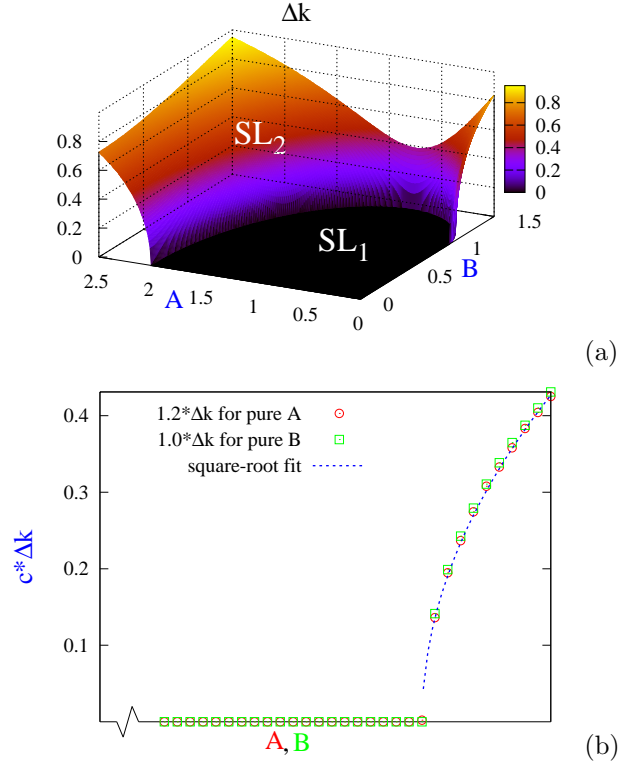 Δk
SL₂
SL₁
0.8
0.6
0.4
0.2
0
2.5
2
1.5
1
0.5
0
A
0
0.5
1
1.5
B
0.8
0.6
0.4
0.2
0
(a)
1.2*Δk for pure A
1.0*Δk for pure B
square-root fit
0.4
0.3
0.2
0.1
c*Δk
A, B
(b)